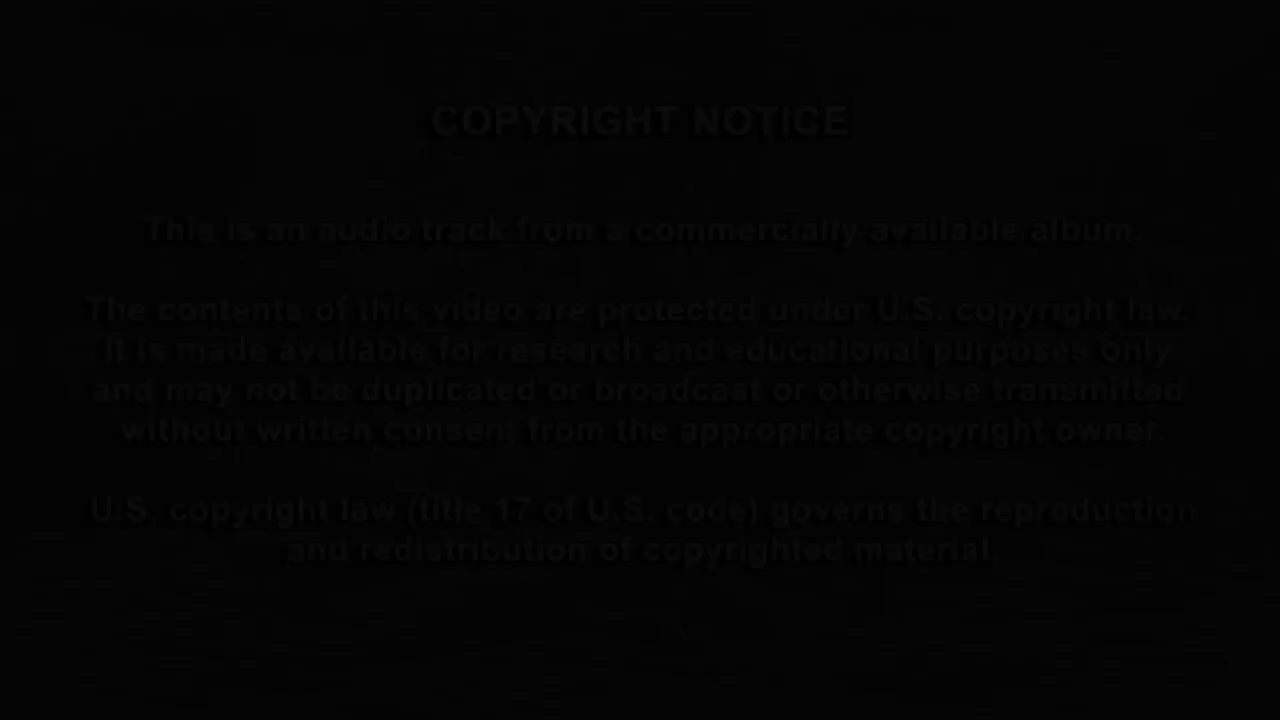 COPYRIGHT NOTICE
This is an audio track from a commercially available album.
The contents of this video are protected under U.S. copyright law.
It is made available for research and educational purposes only
and may not be duplicated or broadcast or otherwise transmitted
without written consent from the appropriate copyright owner.
U.S. copyright law (title 17 of U.S. code) governs the reproduction
and redistribution of copyrighted material.